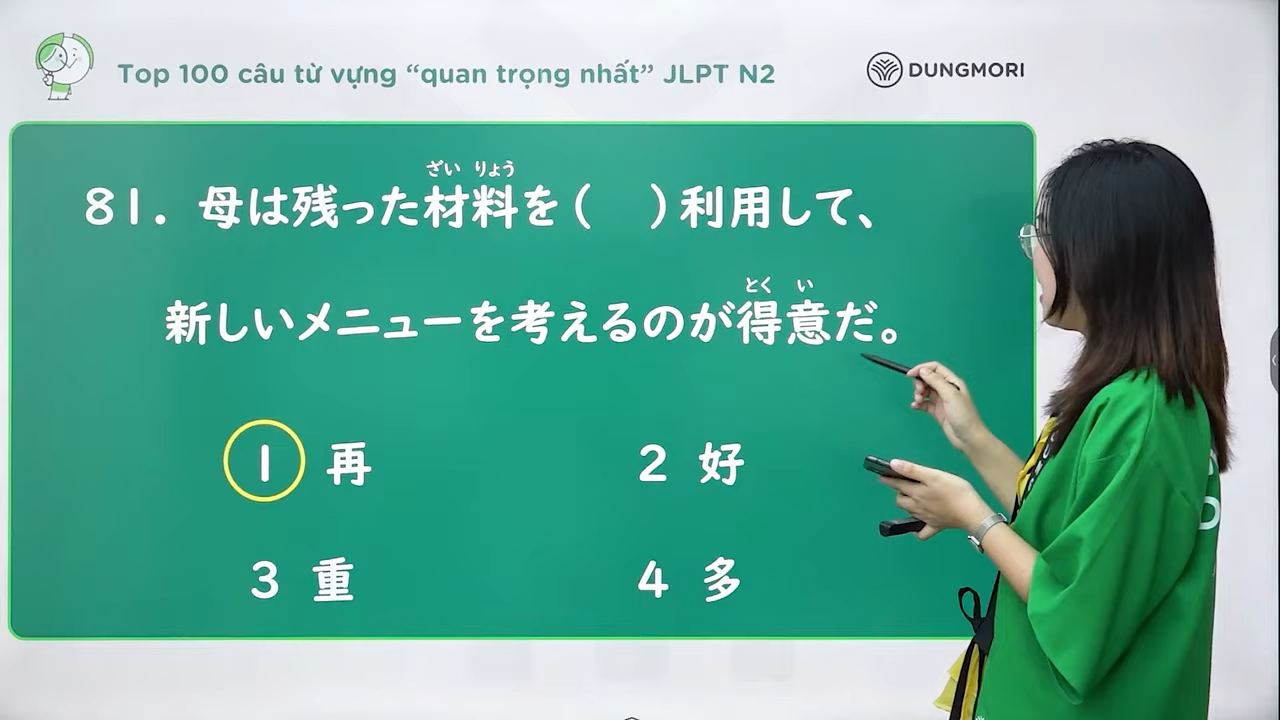 Top 100 câu từ vựng “quan trọng nhất” JLPT N2
DUNGMORI
ざい りょう
81. 母は残った材料を( )利用して、
とく い
新しいメニューを考えるのが得意だ。
1 再
2 好
3 重
4 多